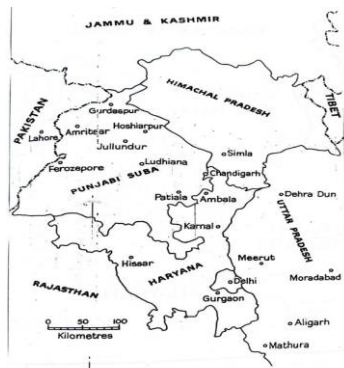 JAMMU & KASHMIR
HIMACHAL PRADESH
PAKISTAN
TIBET
Gurdaspur
Lahore
Amritsar
Hoshiarpur
Jullundur
Simla
Ferozepore
Ludhiana
Chandigarh
PUNJABI SUBA
Patiala
Ambala
Dehra Dun
UTTAR PRADESH
Karnal
Hissar
HARYANA
Meerut
Moradabad
RAJASTHAN
Delhi
Gurgaon
0 50 100
Kilometres
Aligarh
Mathura